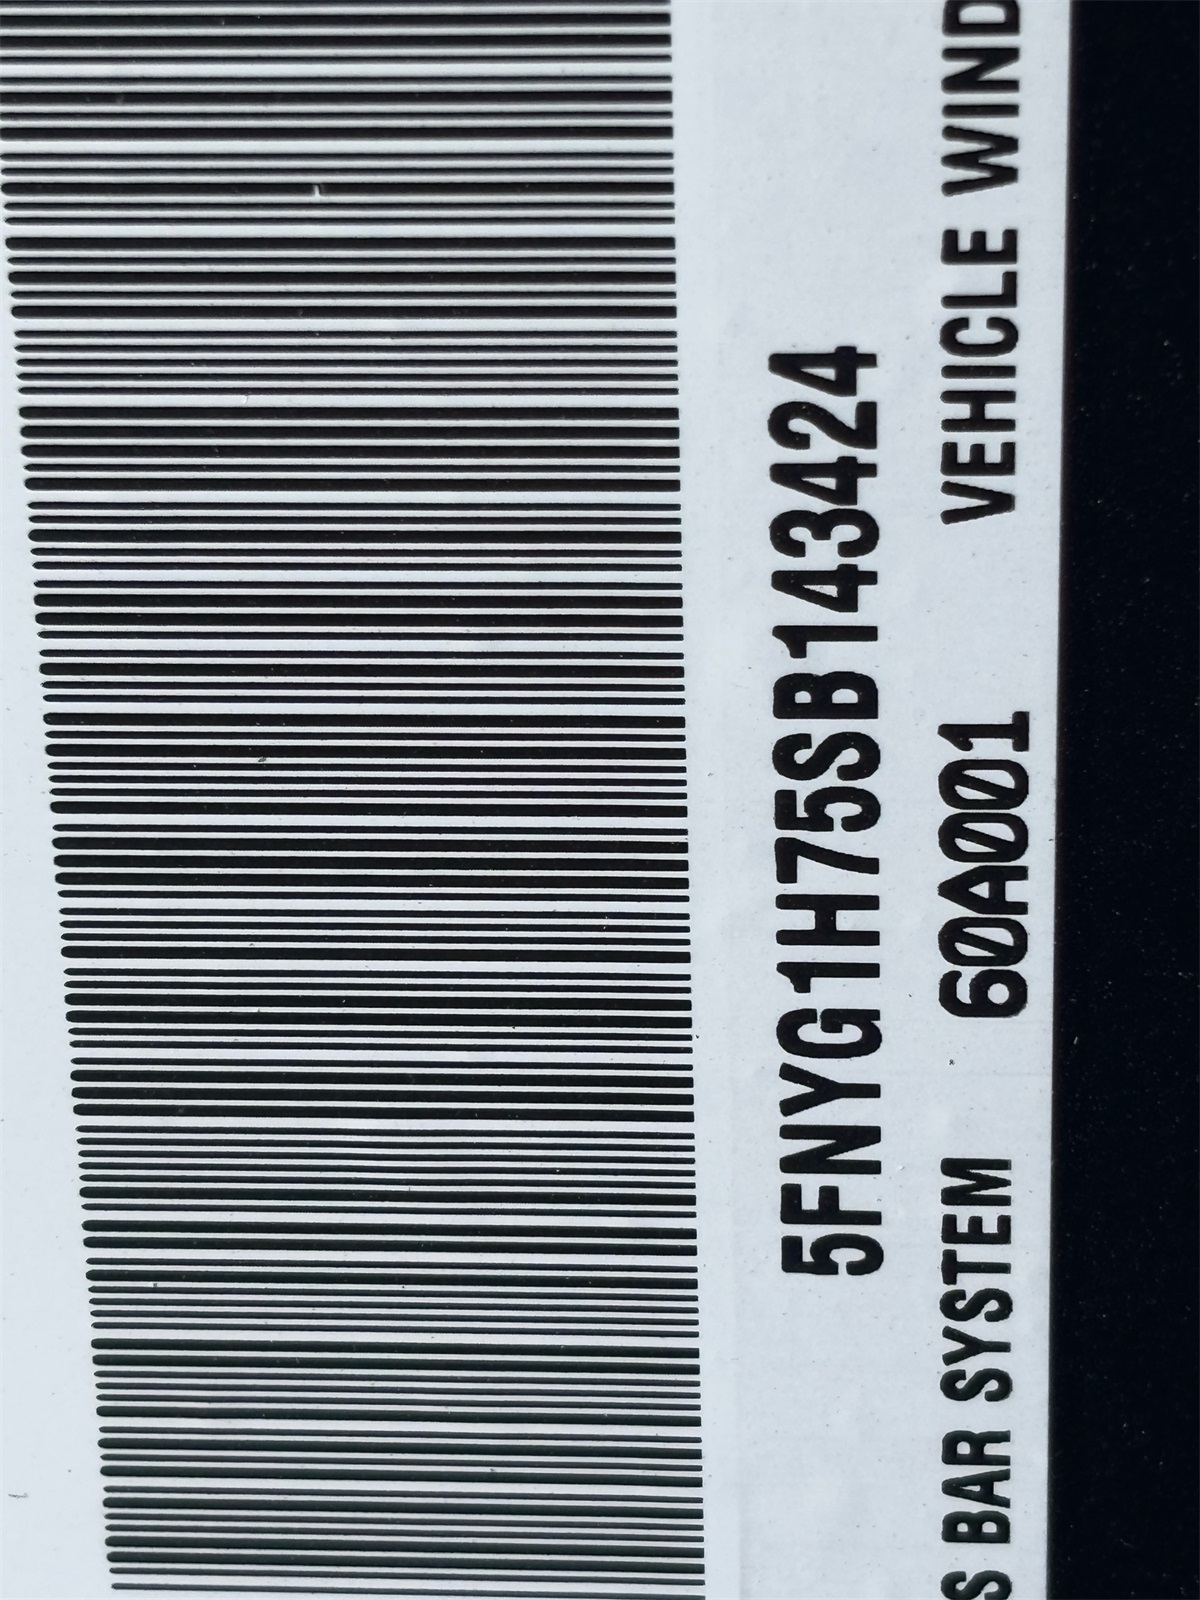 5FNYG1H75SB143424
S BAR SYSTEM 60A001 VEHICLE WIND